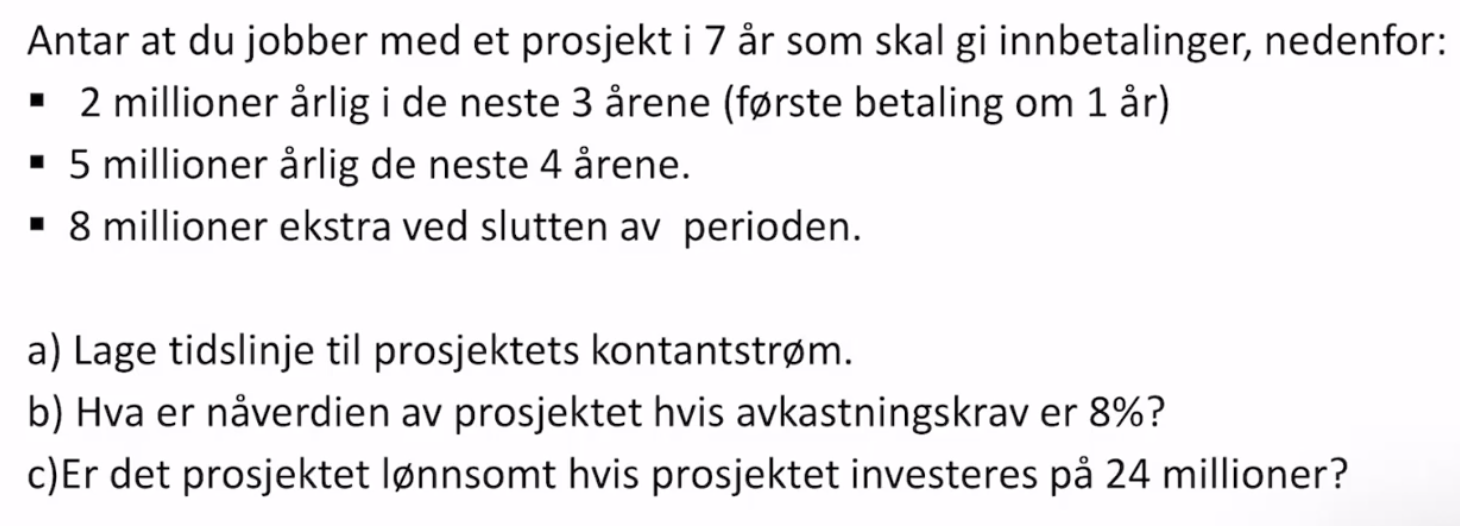 Antar at du jobber med et prosjekt i 7 år som skal gi innbetalinger, nedenfor:
▪ 2 millioner årlig i de neste 3 årene (første betaling om 1 år)
▪ 5 millioner årlig de neste 4 årene.
▪ 8 millioner ekstra ved slutten av perioden.
a) Lage tidslinje til prosjektets kontantstrøm.
b) Hva er nåverdien av prosjektet hvis avkastningskrav er 8%?
c)Er det prosjektet lønnsomt hvis prosjektet investeres på 24 millioner?